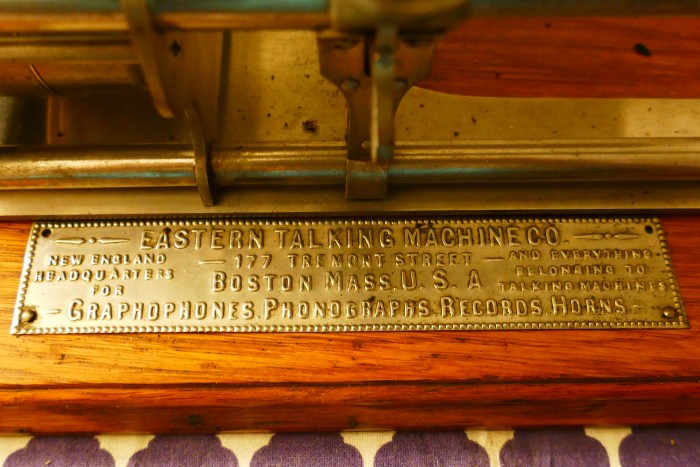 EASTERN TALKING MACHINE CO.
NEW ENGLAND
HEADQUARTERS
FOR
— 177 TREMONT STREET —
BOSTON MASS. U. S. A
AND EVERYTHING
BELONGING TO
TALKING MACHINES
— GRAPHOPHONES. PHONOGRAPHS. RECORDS. HORNS —